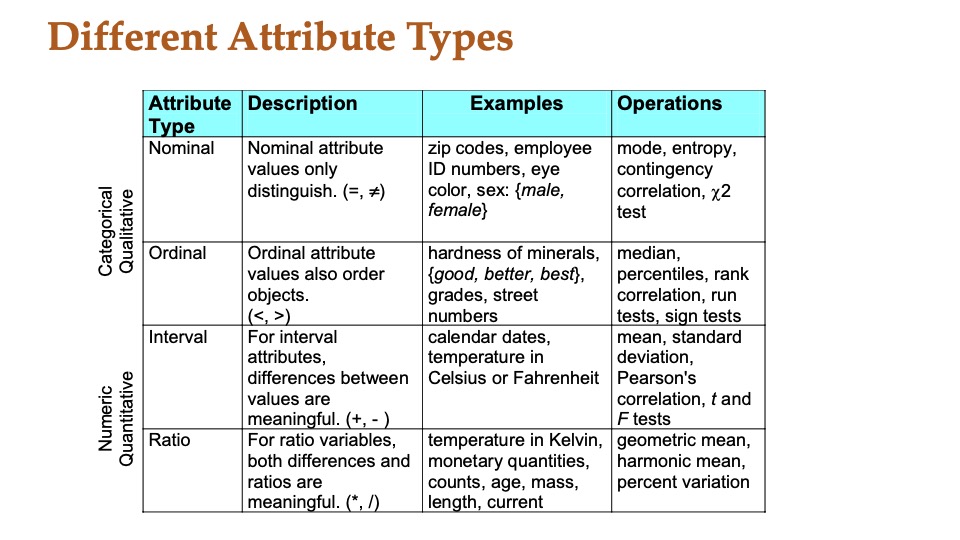 Different Attribute Types
Attribute Type
Description
Examples
Operations
Categorical
Qualitative
Nominal
Nominal attribute
values only
distinguish. (=, ≠)
zip codes, employee
ID numbers, eye
color, sex: {male,
female}
mode, entropy,
contingency
correlation, χ2
test
Ordinal
Ordinal attribute
values also order
objects.
(<, >)
hardness of minerals,
{good, better, best},
grades, street
numbers
median,
percentiles, rank
correlation, run
tests, sign tests
Numeric
Quantitative
Interval
For interval
attributes,
differences between
values are
meaningful. (+, - )
calendar dates,
temperature in
Celsius or Fahrenheit
mean, standard
deviation,
Pearson's
correlation, t and
F tests
Ratio
For ratio variables,
both differences and
ratios are
meaningful. (*, /)
temperature in Kelvin,
monetary quantities,
counts, age, mass,
length, current
geometric mean,
harmonic mean,
percent variation